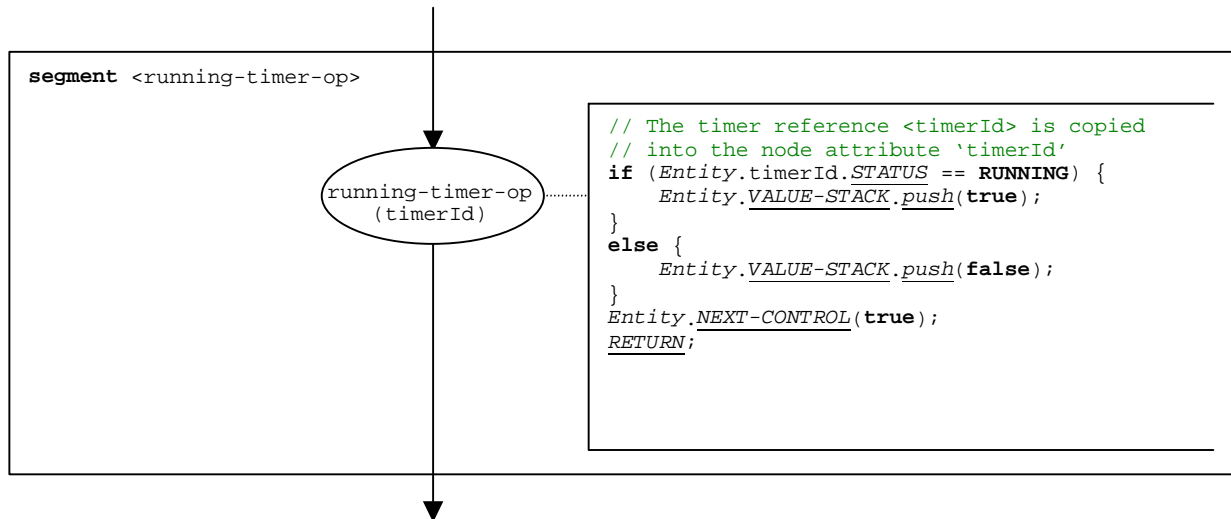 segment <running-timer-op>
running-timer-op
(timerId)
// The timer reference <timerId> is copied
// into the node attribute ‘timerId’
if (Entity.timerId.STATUS == RUNNING) {
Entity.VALUE-STACK.push(true);
}
else {
Entity.VALUE-STACK.push(false);
}
Entity.NEXT-CONTROL(true);
RETURN;